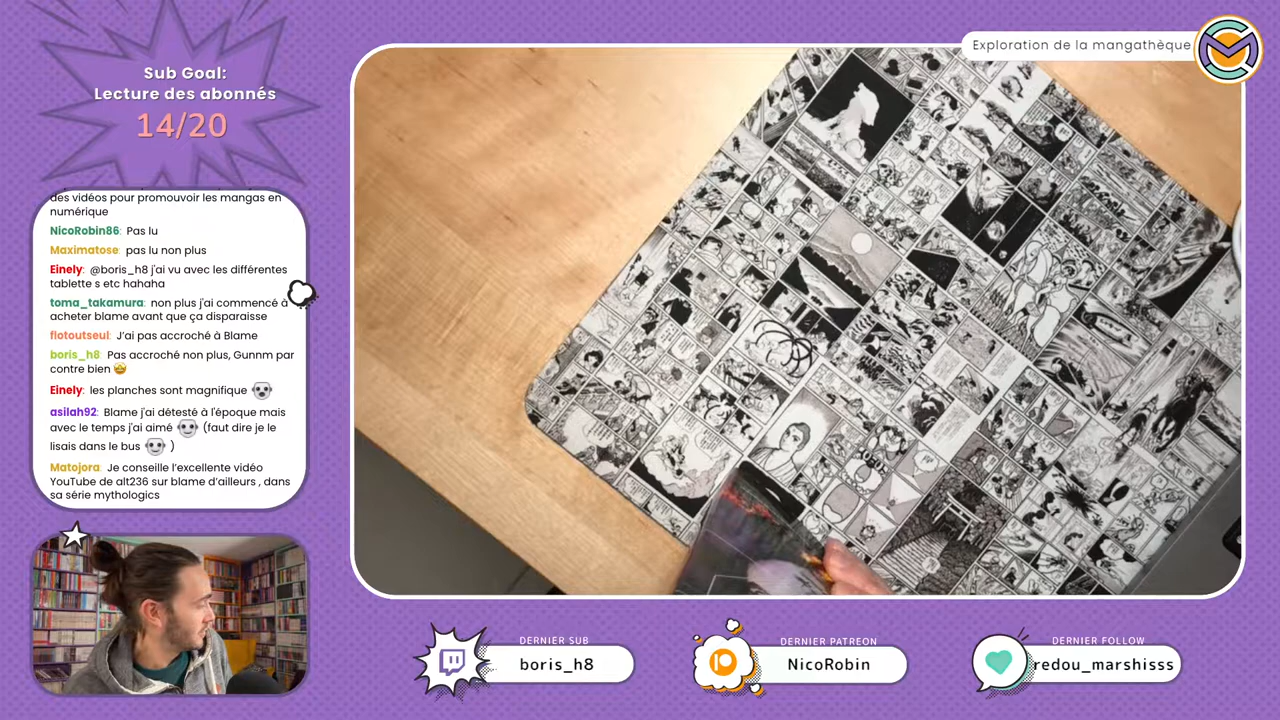 Sub Goal:
Lecture des abonnés
14/20
des vidéos pour promouvoir les mangas en
numérique
NicoRobin86: Pas lu
Maximatose: pas lu non plus
Einely: @boris_h8 j'ai vu avec les différentes
tablette s etc hahaha
toma_takamura: non plus j'ai commencé à
acheter blame avant que ça disparaisse
flotoutseul: J'ai pas accroché à Blame
boris_h8: Pas accroché non plus, Gunnm par
contre bien 🤩
Einely: les planches sont magnifique
asilah92: Blame j'ai détesté à l'époque mais
avec le temps j'ai aimé (faut dire je le
lisais dans le bus )
Matojora: Je conseille l'excellente vidéo
YouTube de alt236 sur blame d'ailleurs , dans
sa série mythologics
Exploration de la mangathèque
DERNIER SUB
boris_h8
DERNIER PATREON
NicoRobin
DERNIER FOLLOW
redou_marshisss